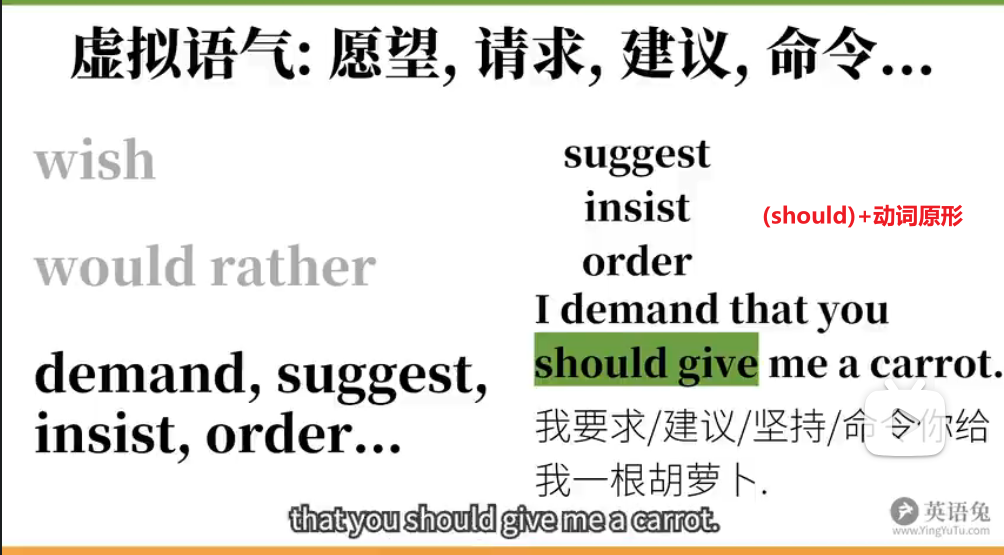 虚拟语气: 愿望, 请求, 建议, 命令...
wish
would rather
demand, suggest,
insist, order...
suggest
insist
order
(should)+动词原形
I demand that you
should give me a carrot.
我要求/建议/坚持/命令你给
我一根胡萝卜.
that you should give me a carrot.
英语兔
www.YingYuTu.com